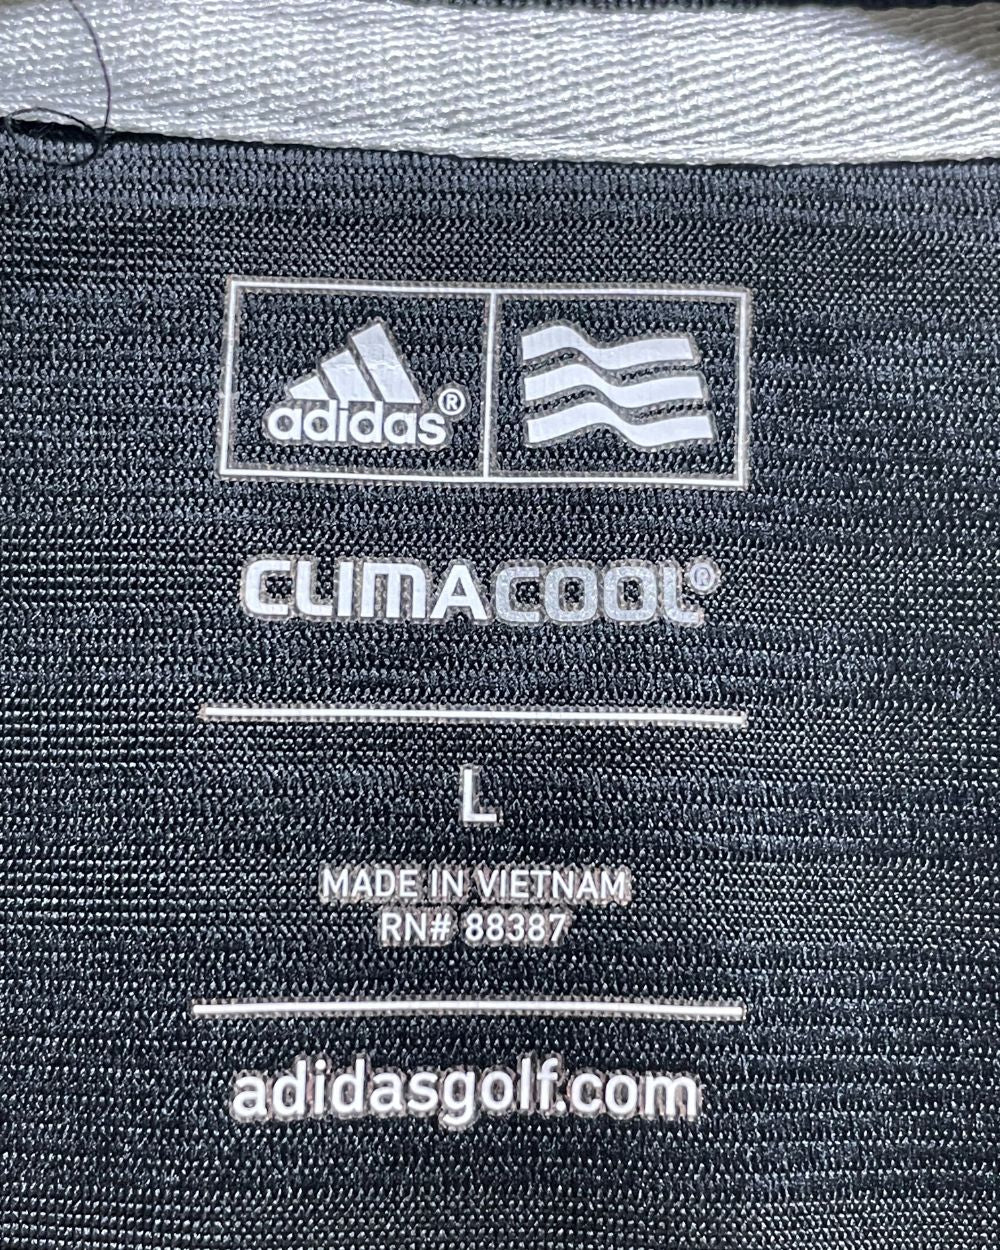 adidas®
CLIMACOOL®
L
MADE IN VIETNAM
RN# 88387
adidasgolf.com